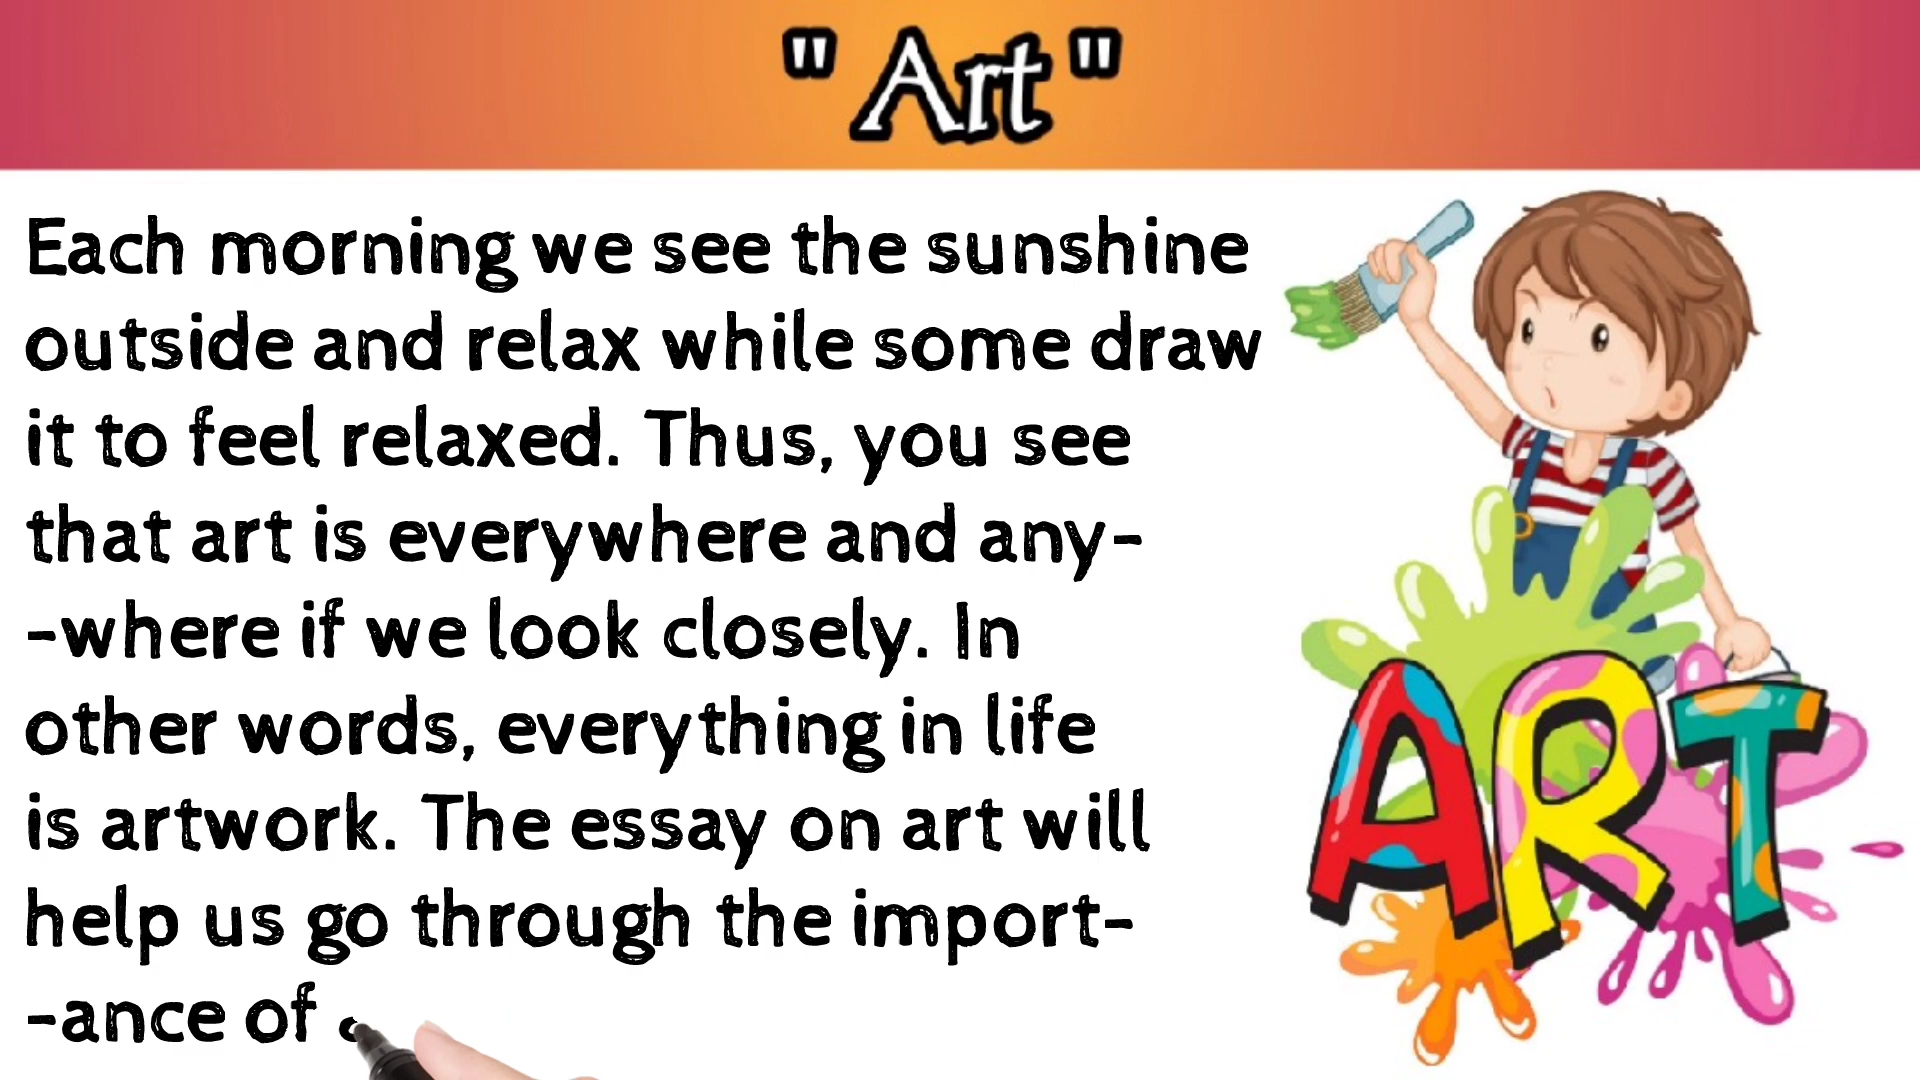 " Art "
Each morning we see the sunshine
outside and relax while some draw
it to feel relaxed. Thus, you see
that art is everywhere and any-
-where if we look closely. In
other words, everything in life
is artwork. The essay on art will
help us go through the import-
-ance of
ART